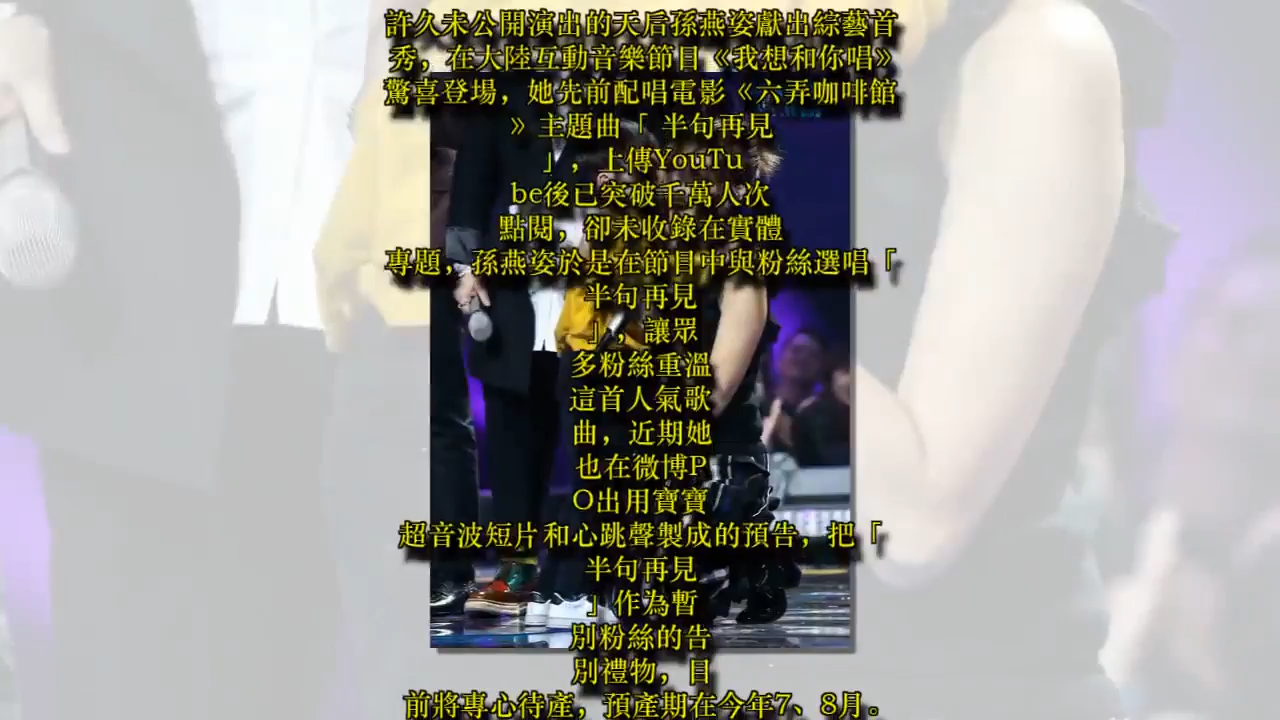 許久未公開演出的天后孫燕姿獻出綜藝首
秀，在大陸互動音樂節目《我想和你唱》
驚喜登場，她先前配唱電影《六弄咖啡館
》主題曲「 半句再見
」，上傳YouTu
be後已突破千萬人次
點閱，卻未收錄在實體
專題，孫燕姿於是在節目中與粉絲選唱「
半句再見
」，讓眾
多粉絲重溫
這首人氣歌
曲，近期她
也在微博P
O出用寶寶
超音波短片和心跳聲製成的預告，把「
半句再見
」作為暫
別粉絲的告
別禮物，目
前將專心待產，預產期在今年7、8月。